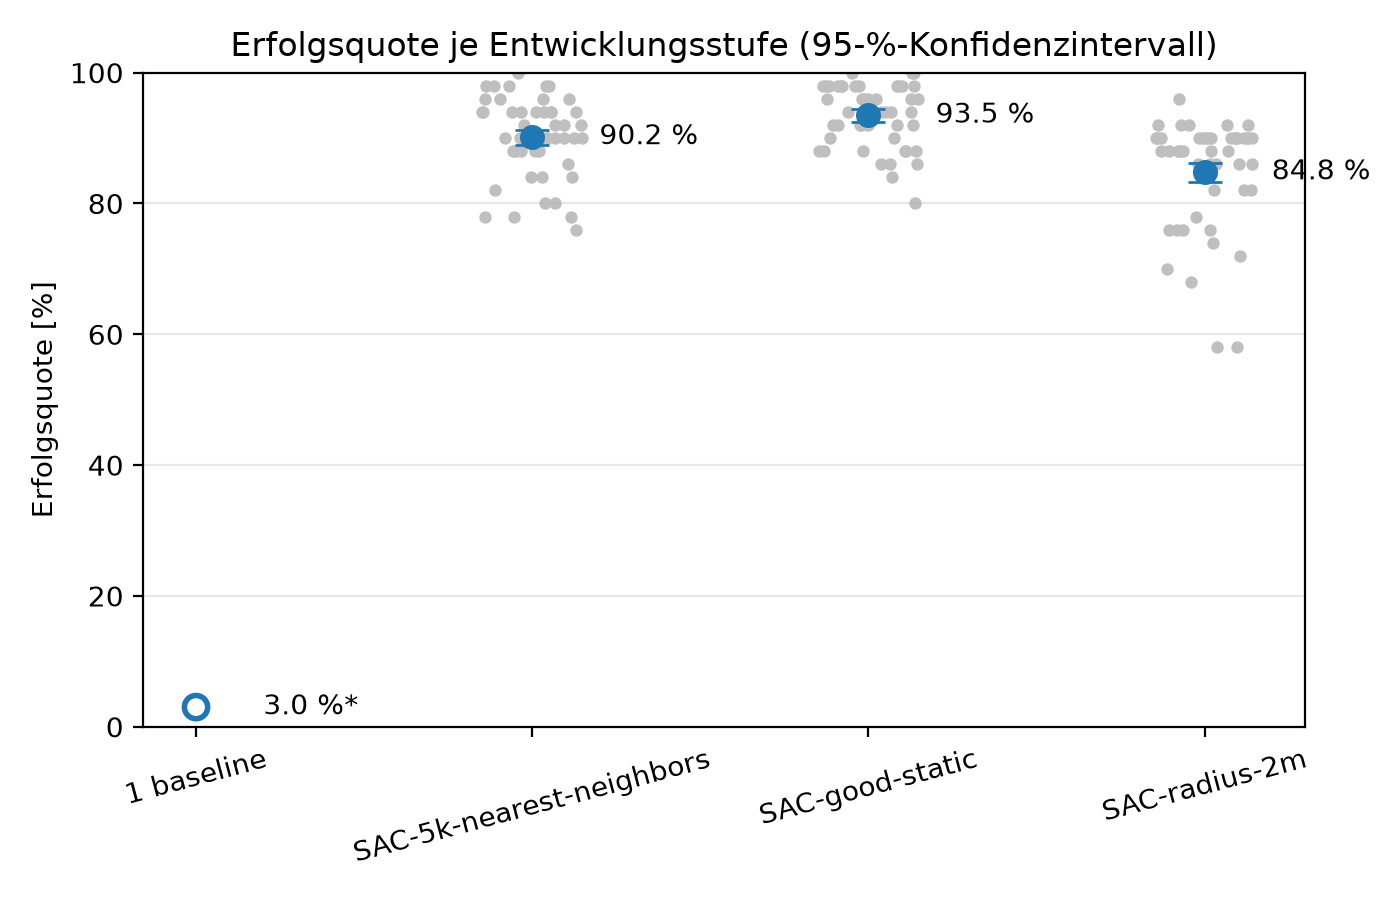 Erfolgsquote je Entwicklungsstufe (95-%-Konfidenzintervall)
Erfolgsquote [%]
100
80
60
40
20
0
90.2 %
93.5 %
84.8 %
3.0 %*
1 baseline
SAC-5k-nearest-neighbors
SAC-good-static
SAC-radius-2m